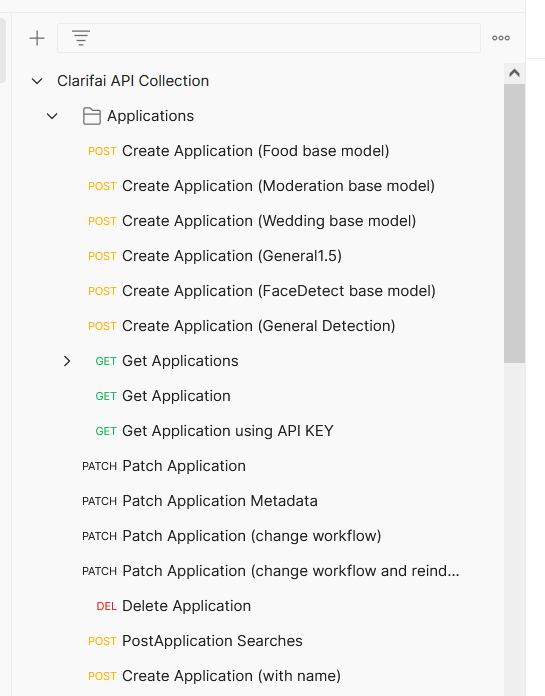 Clarifai API Collection
Applications
POST Create Application (Food base model)
POST Create Application (Moderation base model)
POST Create Application (Wedding base model)
POST Create Application (General1.5)
POST Create Application (FaceDetect base model)
POST Create Application (General Detection)
GET Get Applications
GET Get Application
GET Get Application using API KEY
PATCH Patch Application
PATCH Patch Application Metadata
PATCH Patch Application (change workflow)
PATCH Patch Application (change workflow and reind...
DEL Delete Application
POST PostApplication Searches
POST Create Application (with name)